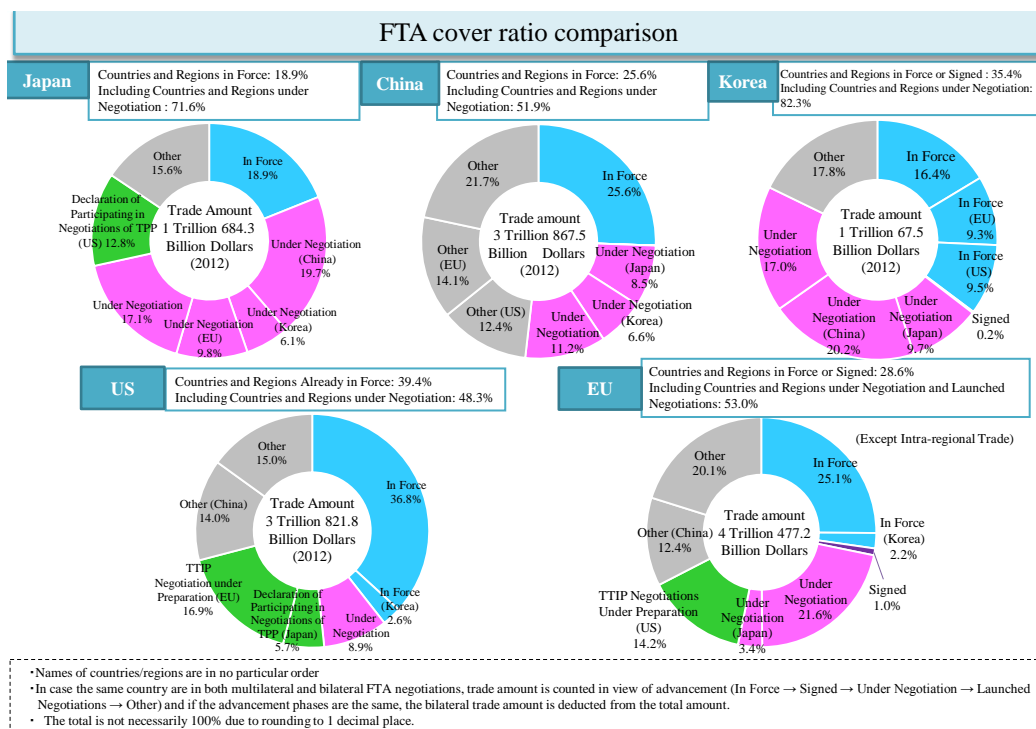 FTA cover ratio comparison
Japan
Countries and Regions in Force: 18.9%
Including Countries and Regions under
Negotiation : 71.6%
China
Countries and Regions in Force: 25.6%
Including Countries and Regions under
Negotiation: 51.9%
Korea
Countries and Regions in Force or Signed : 35.4%
Including Countries and Regions under Negotiation:
82.3%
Other
15.6%
In Force
18.9%
Declaration of
Participating in
Negotiations of TPP
(US) 12.8%
Trade Amount
1 Trillion 684.3
Billion Dollars
(2012)
Under Negotiation
(China)
19.7%
Under Negotiation
17.1%
Under Negotiation
(EU)
9.8%
Under Negotiation
(Korea)
6.1%
Other
21.7%
In Force
25.6%
Trade amount
3 Trillion 867.5
Billion Dollars
(2012)
Other
(EU)
14.1%
Under Negotiation
(Japan)
8.5%
Other (US)
12.4%
Under
Negotiation
11.2%
Under Negotiation
(Korea)
6.6%
Other
17.8%
In Force
16.4%
In Force
(EU)
9.3%
Trade amount
1 Trillion 67.5
Billion Dollars
(2012)
Under
Negotiation
17.0%
In Force
(US)
9.5%
Under
Negotiation
(China)
20.2%
Under
Negotiation
(Japan)
9.7%
Signed
0.2%
US
Countries and Regions Already in Force: 39.4%
Including Countries and Regions under Negotiation: 48.3%
EU
Countries and Regions in Force or Signed: 28.6%
Including Countries and Regions under Negotiation and Launched
Negotiations: 53.0%
(Except Intra-regional Trade)
Other
15.0%
In Force
36.8%
Other (China)
14.0%
Trade Amount
3 Trillion 821.8
Billion Dollars
(2012)
TTIP
Negotiation under
Preparation (EU)
16.9%
Declaration of
Participating in
Negotiations of
TPP (Japan)
5.7%
Under
Negotiation
8.9%
In Force
(Korea)
2.6%
Other
20.1%
In Force
25.1%
In Force
(Korea)
2.2%
Trade amount
4 Trillion 477.2
Billion Dollars
Other (China)
12.4%
Signed
1.0%
TTIP Negotiations
Under Preparation
(US)
14.2%
Under
Negotiation
(Japan)
3.4%
Under
Negotiation
21.6%
・Names of countries/regions are in no particular order
・In case the same country are in both multilateral and bilateral FTA negotiations, trade amount is counted in view of advancement (In Force → Signed → Under Negotiation → Launched
Negotiations → Other) and if the advancement phases are the same, the bilateral trade amount is deducted from the total amount.
・ The total is not necessarily 100% due to rounding to 1 decimal place.